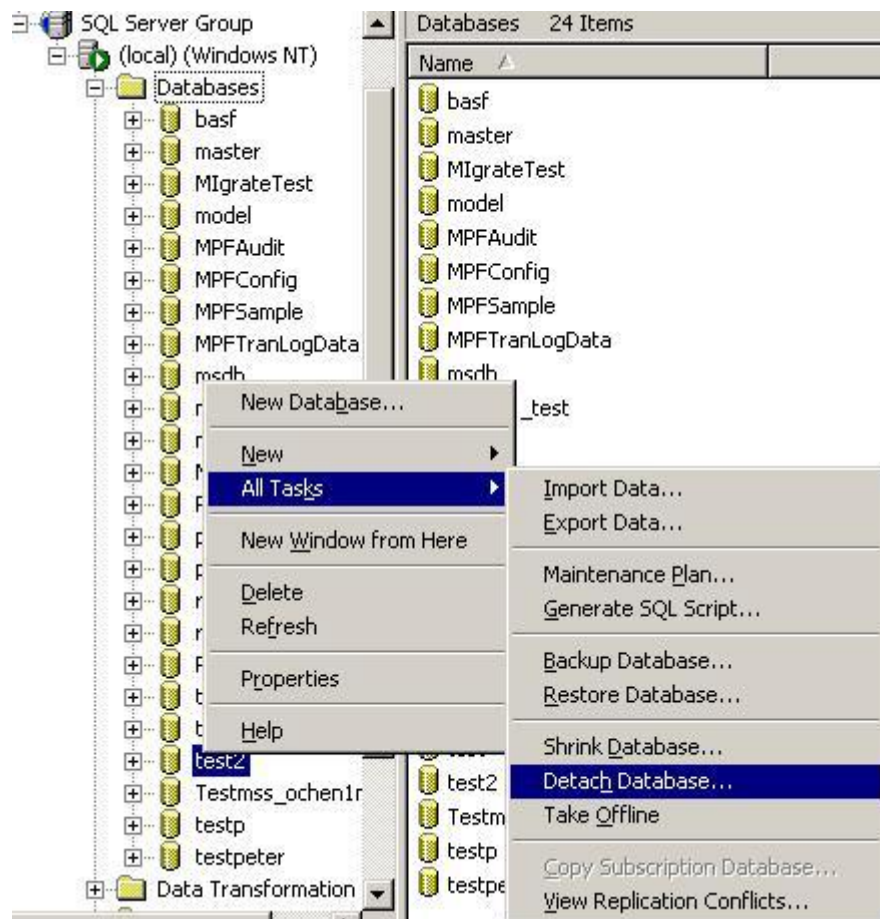 SQL Server Group
(local) (Windows NT)
Databases
basf
master
MIgrateTest
model
MPFAudit
MPFConfig
MPFSample
MPFTranLogData
msdb
test2
Testmss_ochen1r
testp
testpeter
Data Transformation
Databases 24 Items
Name
basf
master
MIgrateTest
model
MPFAudit
MPFConfig
MPFSample
MPFTranLogData
msdb
_test
test2
Testm
testp
testpe
New Database...
New
All Tasks
New Window from Here
Delete
Refresh
Properties
Help
Import Data...
Export Data...
Maintenance Plan...
Generate SQL Script...
Backup Database...
Restore Database...
Shrink Database...
Detach Database...
Take Offline
Copy Subscription Database...
View Replication Conflicts...